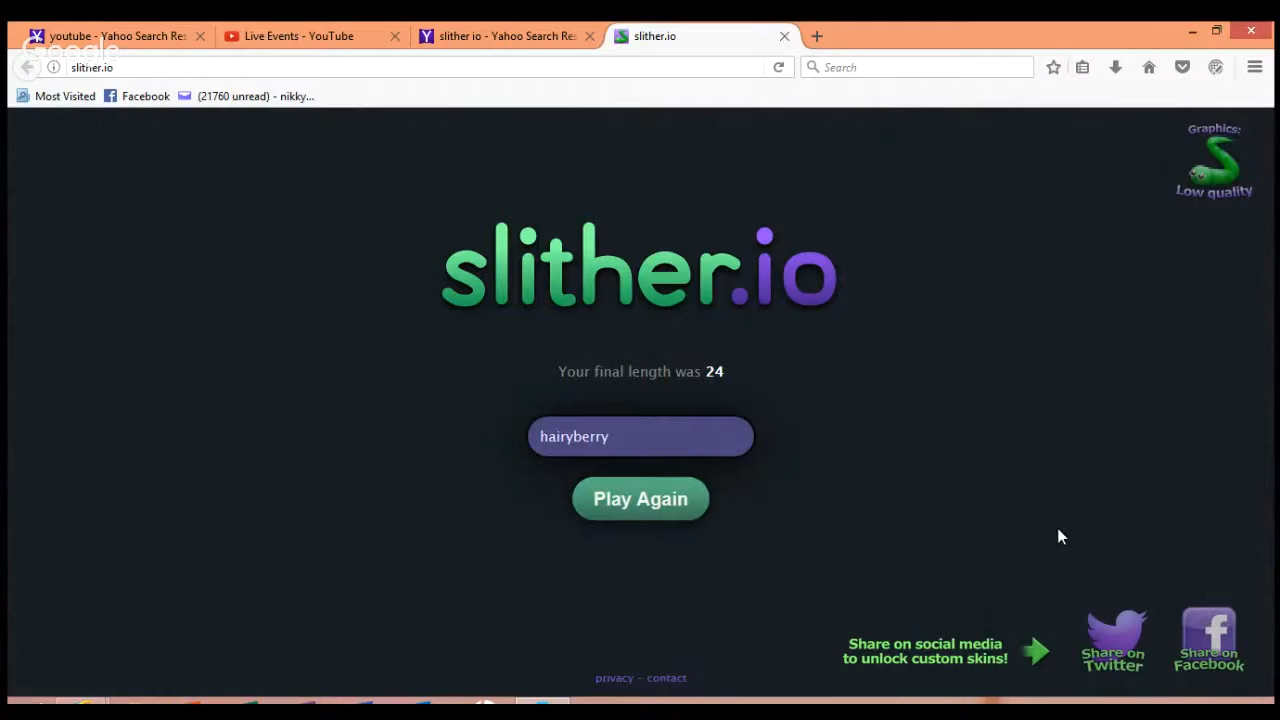 youtube - Yahoo Search Res
Live Events - YouTube
slither io - Yahoo Search Re
slither.io
Google
slither.io
Search
Most Visited
Facebook
(21760 unread) - nikky...
Graphics:
Low quality
slither.io
Your final length was 24
hairyberry
Play Again
Share on social media
to unlock custom skins!
Share on
Twitter
Share on
Facebook
privacy - contact